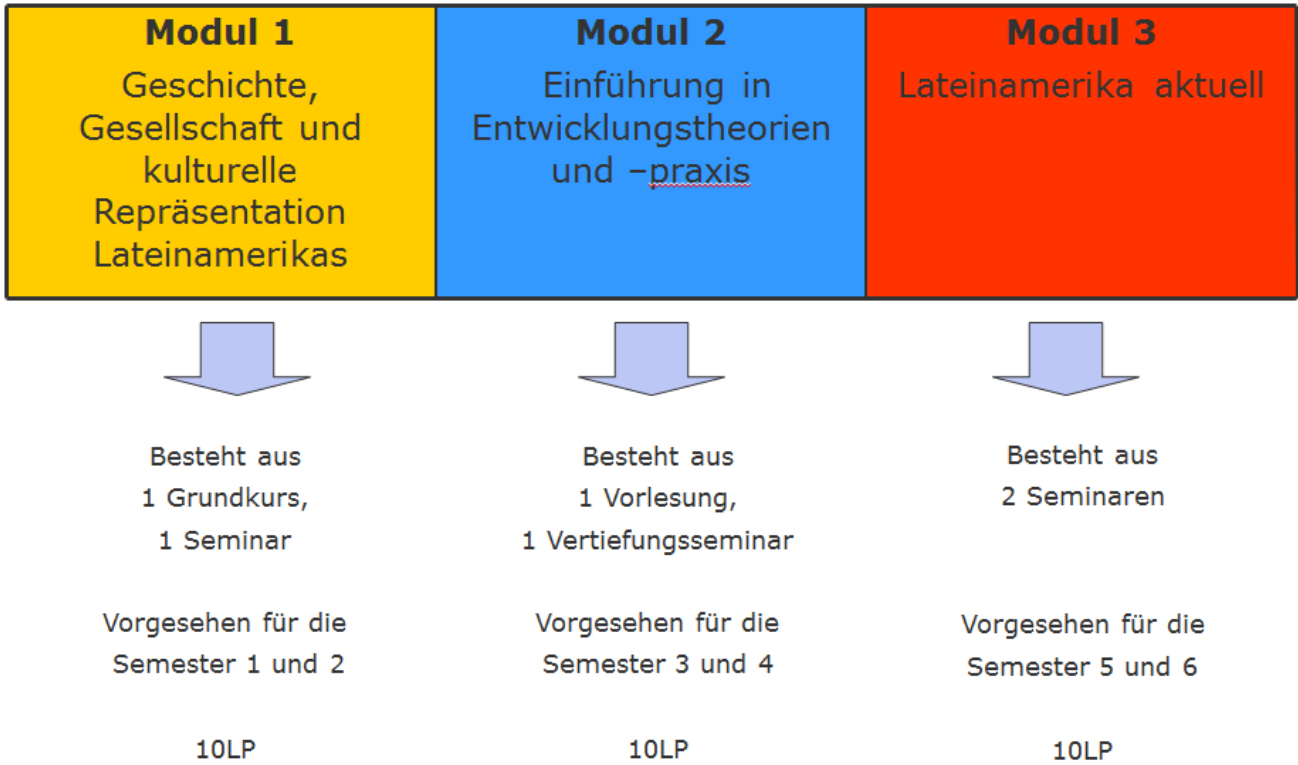 Modul 1
Geschichte,
Gesellschaft und
kulturelle
Repräsentation
Lateinamerikas
Modul 2
Einführung in
Entwicklungstheorien
und –praxis
Modul 3
Lateinamerika aktuell
Besteht aus
1 Grundkurs,
1 Seminar
Vorgesehen für die
Semester 1 und 2
10LP
Besteht aus
1 Vorlesung,
1 Vertiefungsseminar
Vorgesehen für die
Semester 3 und 4
10LP
Besteht aus
2 Seminaren
Vorgesehen für die
Semester 5 und 6
10LP